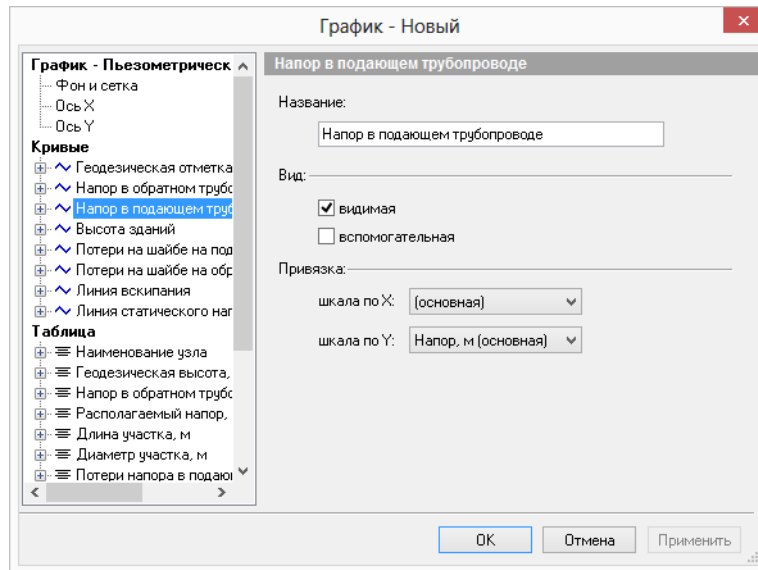 График - Новый
График - Пьезометрическ
Фон и сетка
Ось X
Ось Y
Кривые
Геодезическая отметка
Напор в обратном трубо
Напор в подающем труб
Высота зданий
Потери на шайбе на под
Потери на шайбе на обр
Линия вскипания
Линия статического наг
Таблица
Наименование узла
Геодезическая высота,
Напор в обратном трубо
Располагаемый напор,
Длина участка, м
Диаметр участка, м
Потери напора в подаю
Напор в подающем трубопроводе
Название:
Напор в подающем трубопроводе
Вид:
видимая
вспомогательная
Привязка:
шкала по X: (основная)
шкала по Y: Напор, м (основная)
OK Отмена Применить